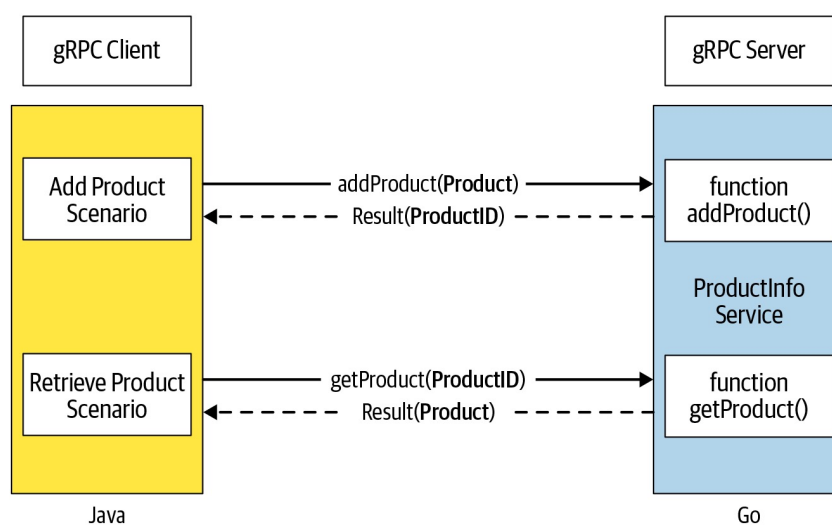 gRPC Client
gRPC Server
Add Product
Scenario
addProduct(Product)
Result(ProductID)
function
addProduct()
ProductInfo
Service
Retrieve Product
Scenario
getProduct(ProductID)
Result(Product)
function
getProduct()
Java
Go